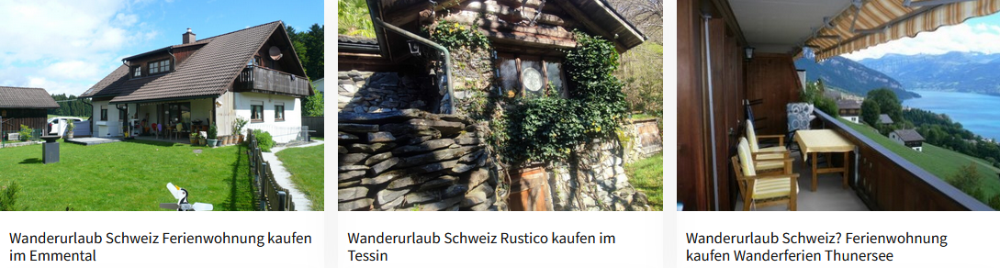 Wanderurlaub Schweiz Ferienwohnung kaufen
im Emmental
Wanderurlaub Schweiz Rustico kaufen im
Tessin
Wanderurlaub Schweiz? Ferienwohnung
kaufen Wanderferien Thunersee